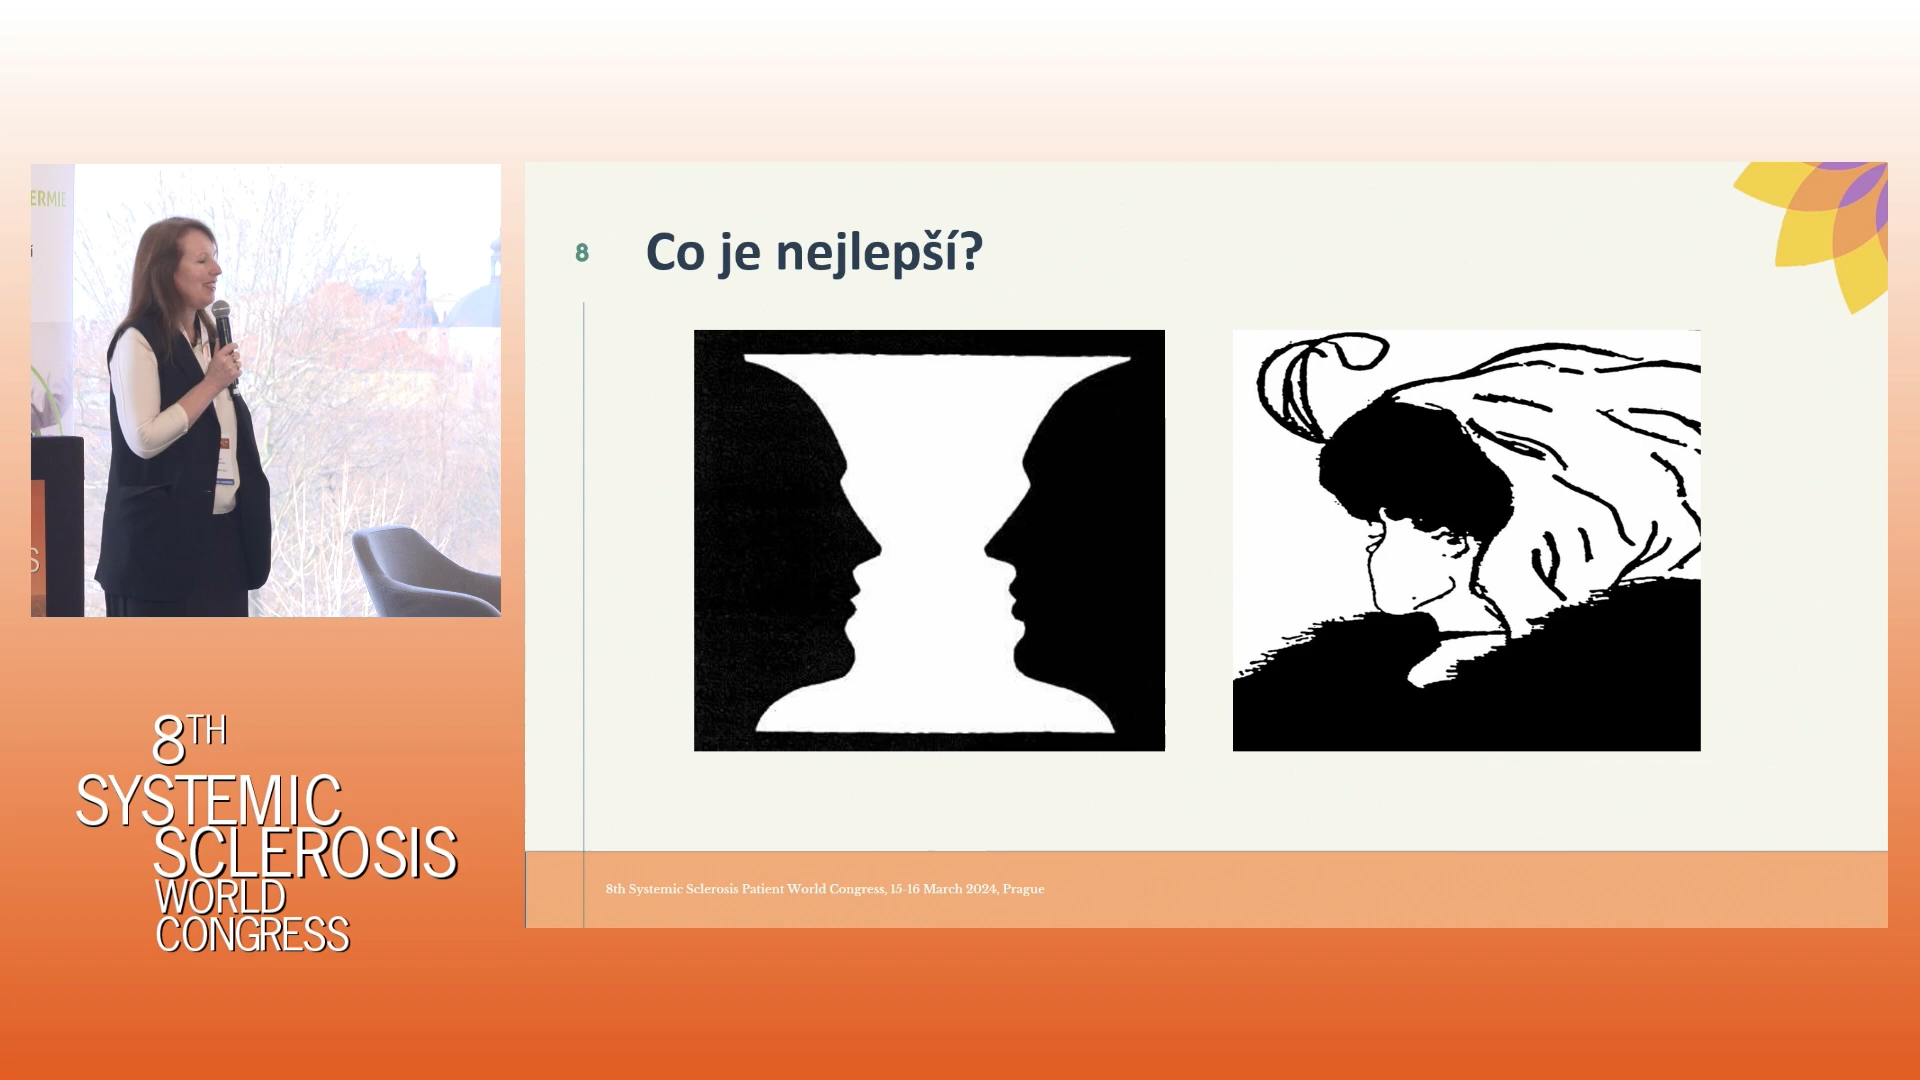 ERMIE
8
Co je nejlepší?
8TH
SYSTEMIC
SCLEROSIS
WORLD
CONGRESS
8th Systemic Sclerosis Patient World Congress, 15-16 March 2024, Prague